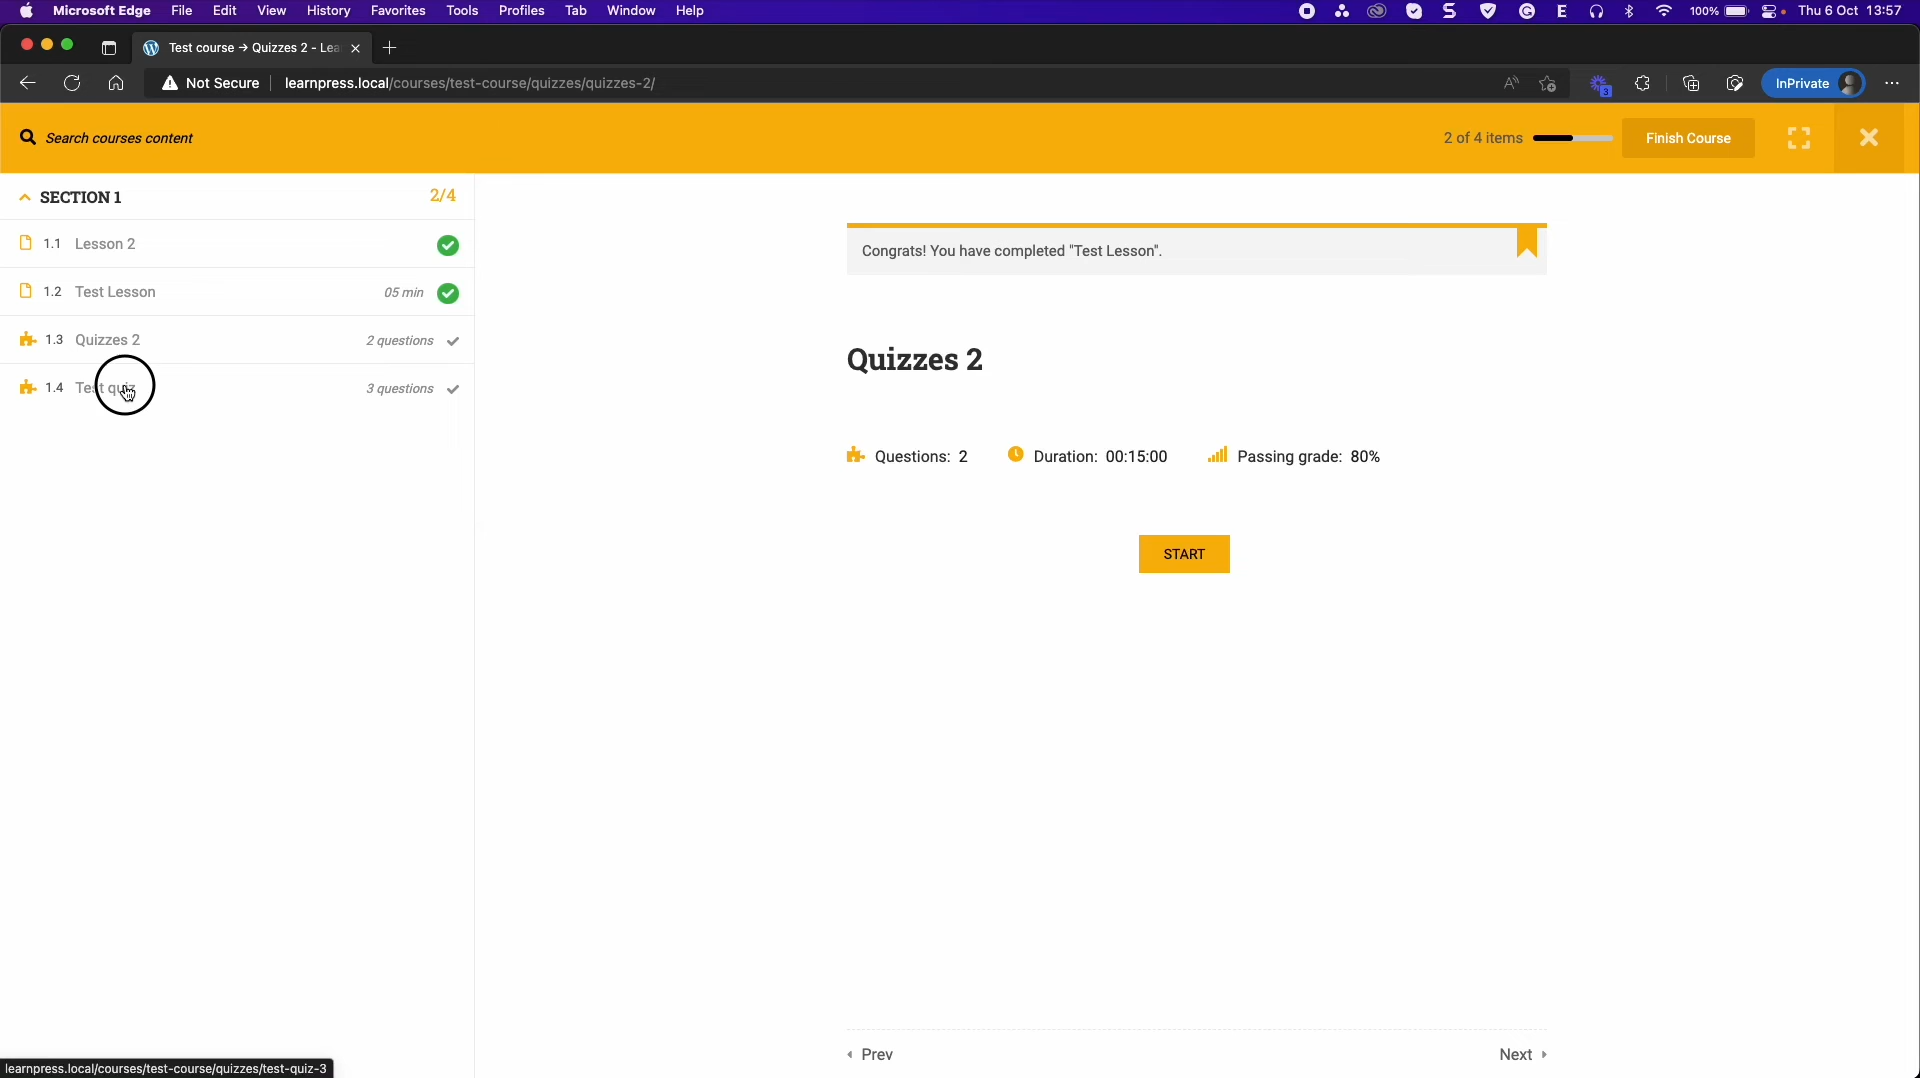 Microsoft Edge File Edit View History Favorites Tools Profiles Tab Window Help
100% Thu 6 Oct 13:57
Test course → Quizzes 2 - Lea
Not Secure learnpress.local/courses/test-course/quizzes/quizzes-2/
3
InPrivate
Search courses content
2 of 4 items
Finish Course
SECTION 1 2/4
1.1 Lesson 2
1.2 Test Lesson 05 min
1.3 Quizzes 2 2 questions
1.4 Test quiz 3 questions
Congrats! You have completed "Test Lesson".
Quizzes 2
Questions: 2 Duration: 00:15:00 Passing grade: 80%
START
Prev
Next
learnpress.local/courses/test-course/quizzes/test-quiz-3